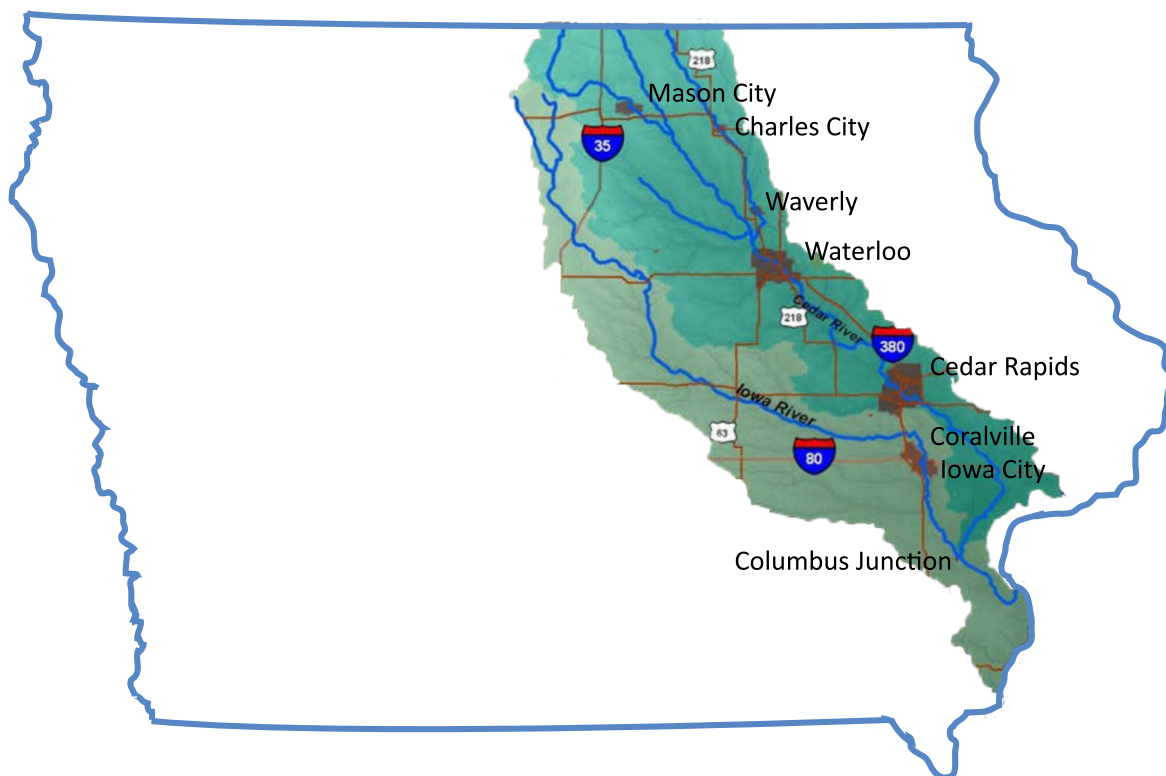 218
Mason City
Charles City
35
Waverly
Waterloo
Cedar River
218
380
Cedar Rapids
Iowa River
63
Coralville
80
Iowa City
Columbus Junction